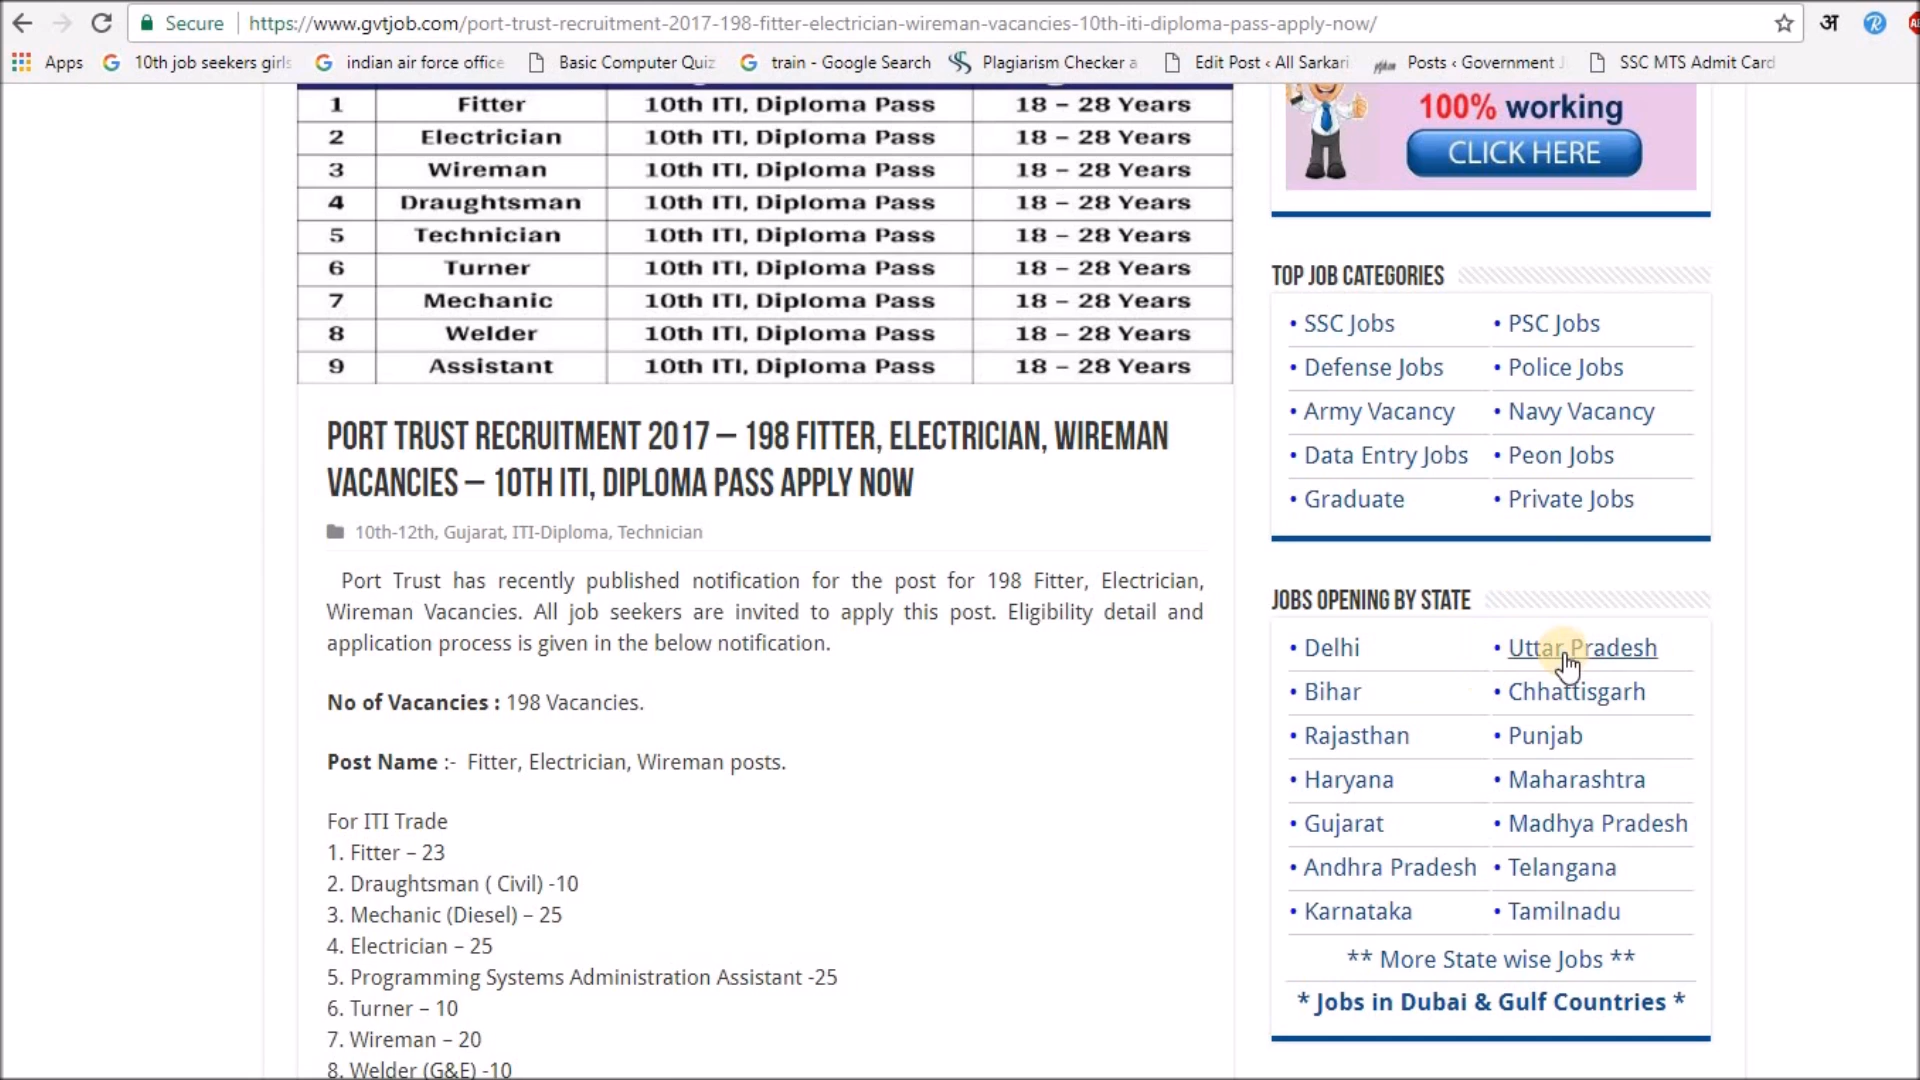 Secure https://www.gvtjob.com/port-trust-recruitment-2017-198-fitter-electrician-wireman-vacancies-10th-iti-diploma-pass-apply-now/ अ R
Apps 10th job seekers girls indian air force office Basic Computer Quiz train - Google Search Plagiarism Checker a Edit Post ‹ All Sarkari Posts ‹ Government J SSC MTS Admit Card
1 Fitter 10th ITI, Diploma Pass 18 – 28 Years
2 Electrician 10th ITI, Diploma Pass 18 – 28 Years
3 Wireman 10th ITI, Diploma Pass 18 – 28 Years
4 Draughtsman 10th ITI, Diploma Pass 18 – 28 Years
5 Technician 10th ITI, Diploma Pass 18 – 28 Years
6 Turner 10th ITI, Diploma Pass 18 – 28 Years
7 Mechanic 10th ITI, Diploma Pass 18 – 28 Years
8 Welder 10th ITI, Diploma Pass 18 – 28 Years
9 Assistant 10th ITI, Diploma Pass 18 – 28 Years
PORT TRUST RECRUITMENT 2017 – 198 FITTER, ELECTRICIAN, WIREMAN
VACANCIES – 10TH ITI, DIPLOMA PASS APPLY NOW
10th-12th, Gujarat, ITI-Diploma, Technician
Port Trust has recently published notification for the post for 198 Fitter, Electrician,
Wireman Vacancies. All job seekers are invited to apply this post. Eligibility detail and
application process is given in the below notification.
No of Vacancies : 198 Vacancies.
Post Name :- Fitter, Electrician, Wireman posts.
For ITI Trade
1. Fitter – 23
2. Draughtsman ( Civil) -10
3. Mechanic (Diesel) – 25
4. Electrician – 25
5. Programming Systems Administration Assistant -25
6. Turner – 10
7. Wireman – 20
8. Welder (G&E) -10
100% working
CLICK HERE
TOP JOB CATEGORIES
• SSC Jobs • PSC Jobs
• Defense Jobs • Police Jobs
• Army Vacancy • Navy Vacancy
• Data Entry Jobs • Peon Jobs
• Graduate • Private Jobs
JOBS OPENING BY STATE
• Delhi • Uttar Pradesh
• Bihar • Chhattisgarh
• Rajasthan • Punjab
• Haryana • Maharashtra
• Gujarat • Madhya Pradesh
• Andhra Pradesh • Telangana
• Karnataka • Tamilnadu
** More State wise Jobs **
* Jobs in Dubai & Gulf Countries *